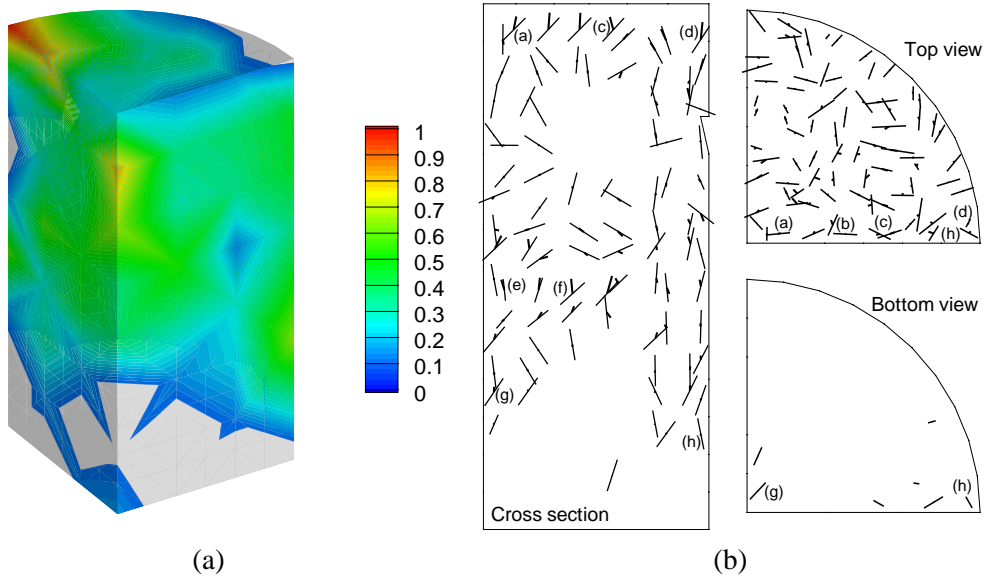 1
0.9
0.8
0.7
0.6
0.5
0.4
0.3
0.2
0.1
0
(a)
(a) (c) (d)
(e) (f)
(g)
(h)
Cross section
Top view
(a) (b) (c) (d)
(h)
Bottom view
(g) (h)
(b)